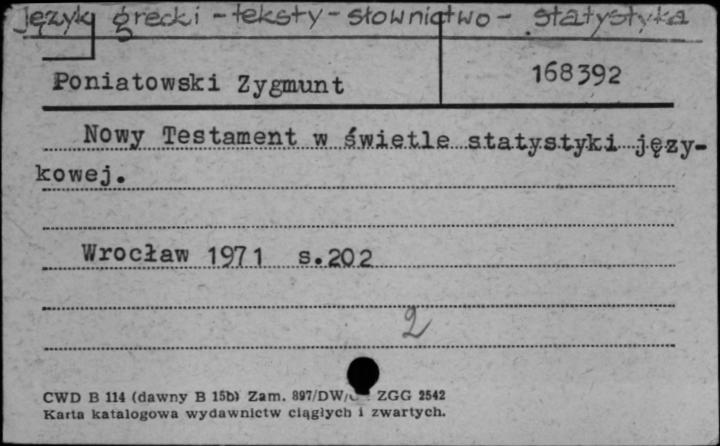 język grecki - teksty - słownictwo - statystyka
Poniatowski Zygmunt
168392
Nowy Testament w świetle statystyki języ-
kowej.
Wrocław 1971 s.202
2
CWD B 114 (dawny B 15b) Zam. 897/DW/ ZGG 2542
Karta katalogowa wydawnictw ciągłych i zwartych.